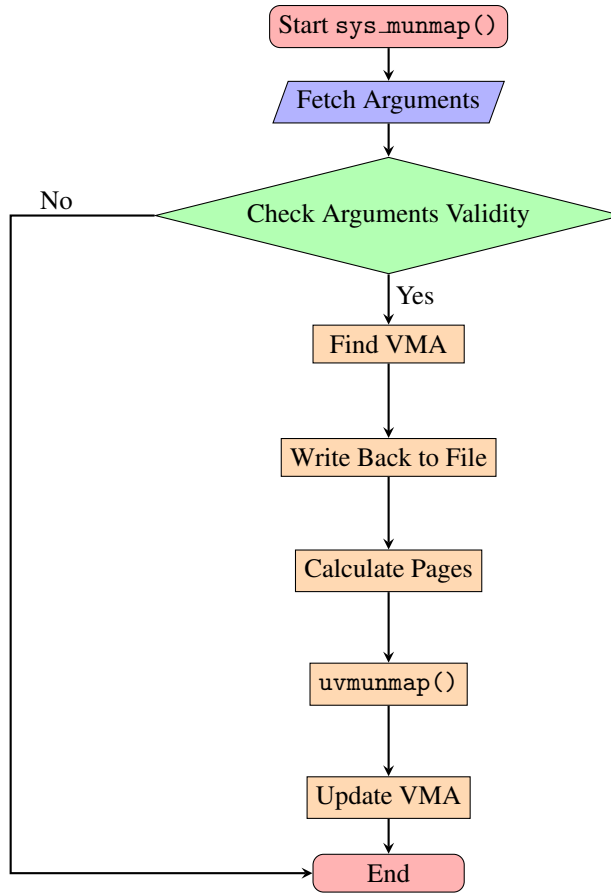 Start sys_munmap()
Fetch Arguments
No
Check Arguments Validity
Yes
Find VMA
Write Back to File
Calculate Pages
uvmunmap()
Update VMA
End